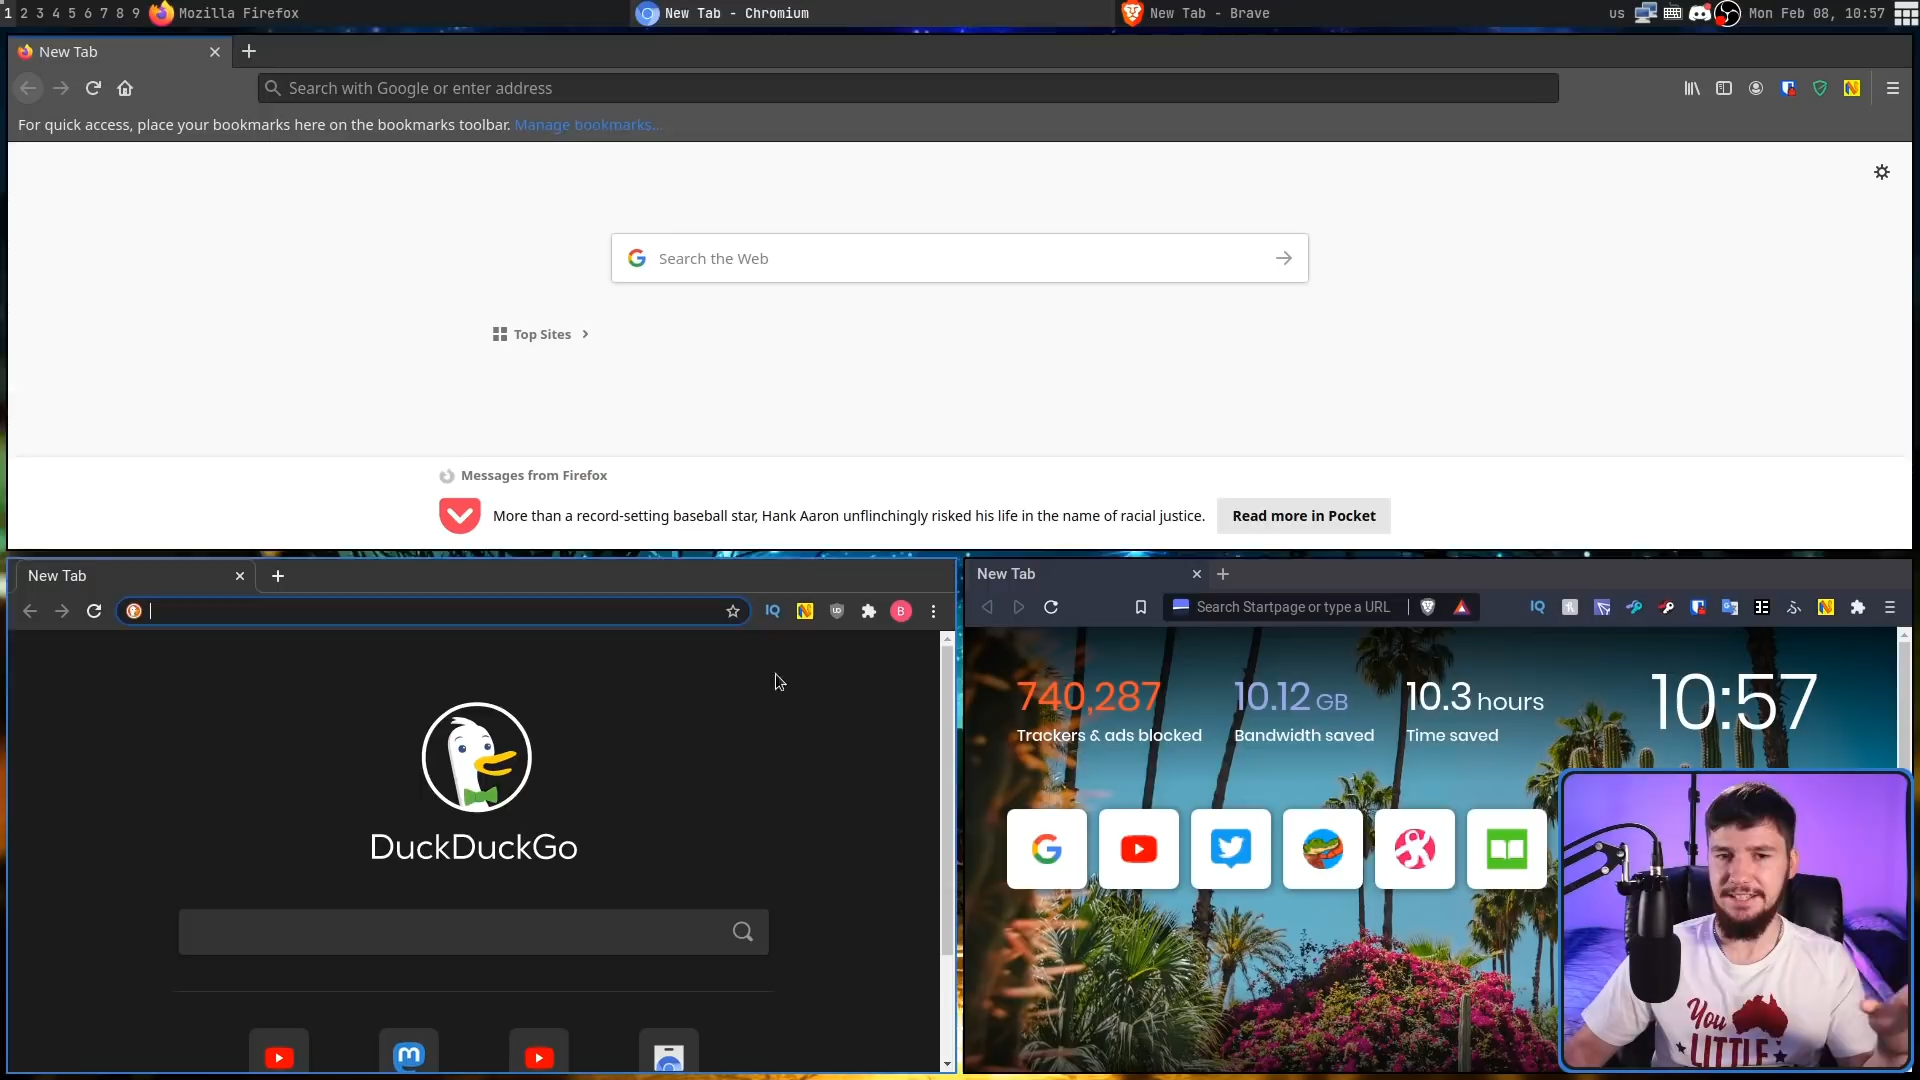 1 2 3 4 5 6 7 8 9 Mozilla Firefox New Tab - Chromium New Tab - Brave us Mon Feb 08, 10:57
New Tab
Search with Google or enter address
For quick access, place your bookmarks here on the bookmarks toolbar. Manage bookmarks...
Search the Web
Top Sites
Messages from Firefox
More than a record-setting baseball star, Hank Aaron unflinchingly risked his life in the name of racial justice. Read more in Pocket
New Tab
IQ
B
DuckDuckGo
New Tab
Search Startpage or type a URL
IQ
740,287 10.12 GB 10.3 hours 10:57
Trackers & ads blocked Bandwidth saved Time saved
You
LITTLE